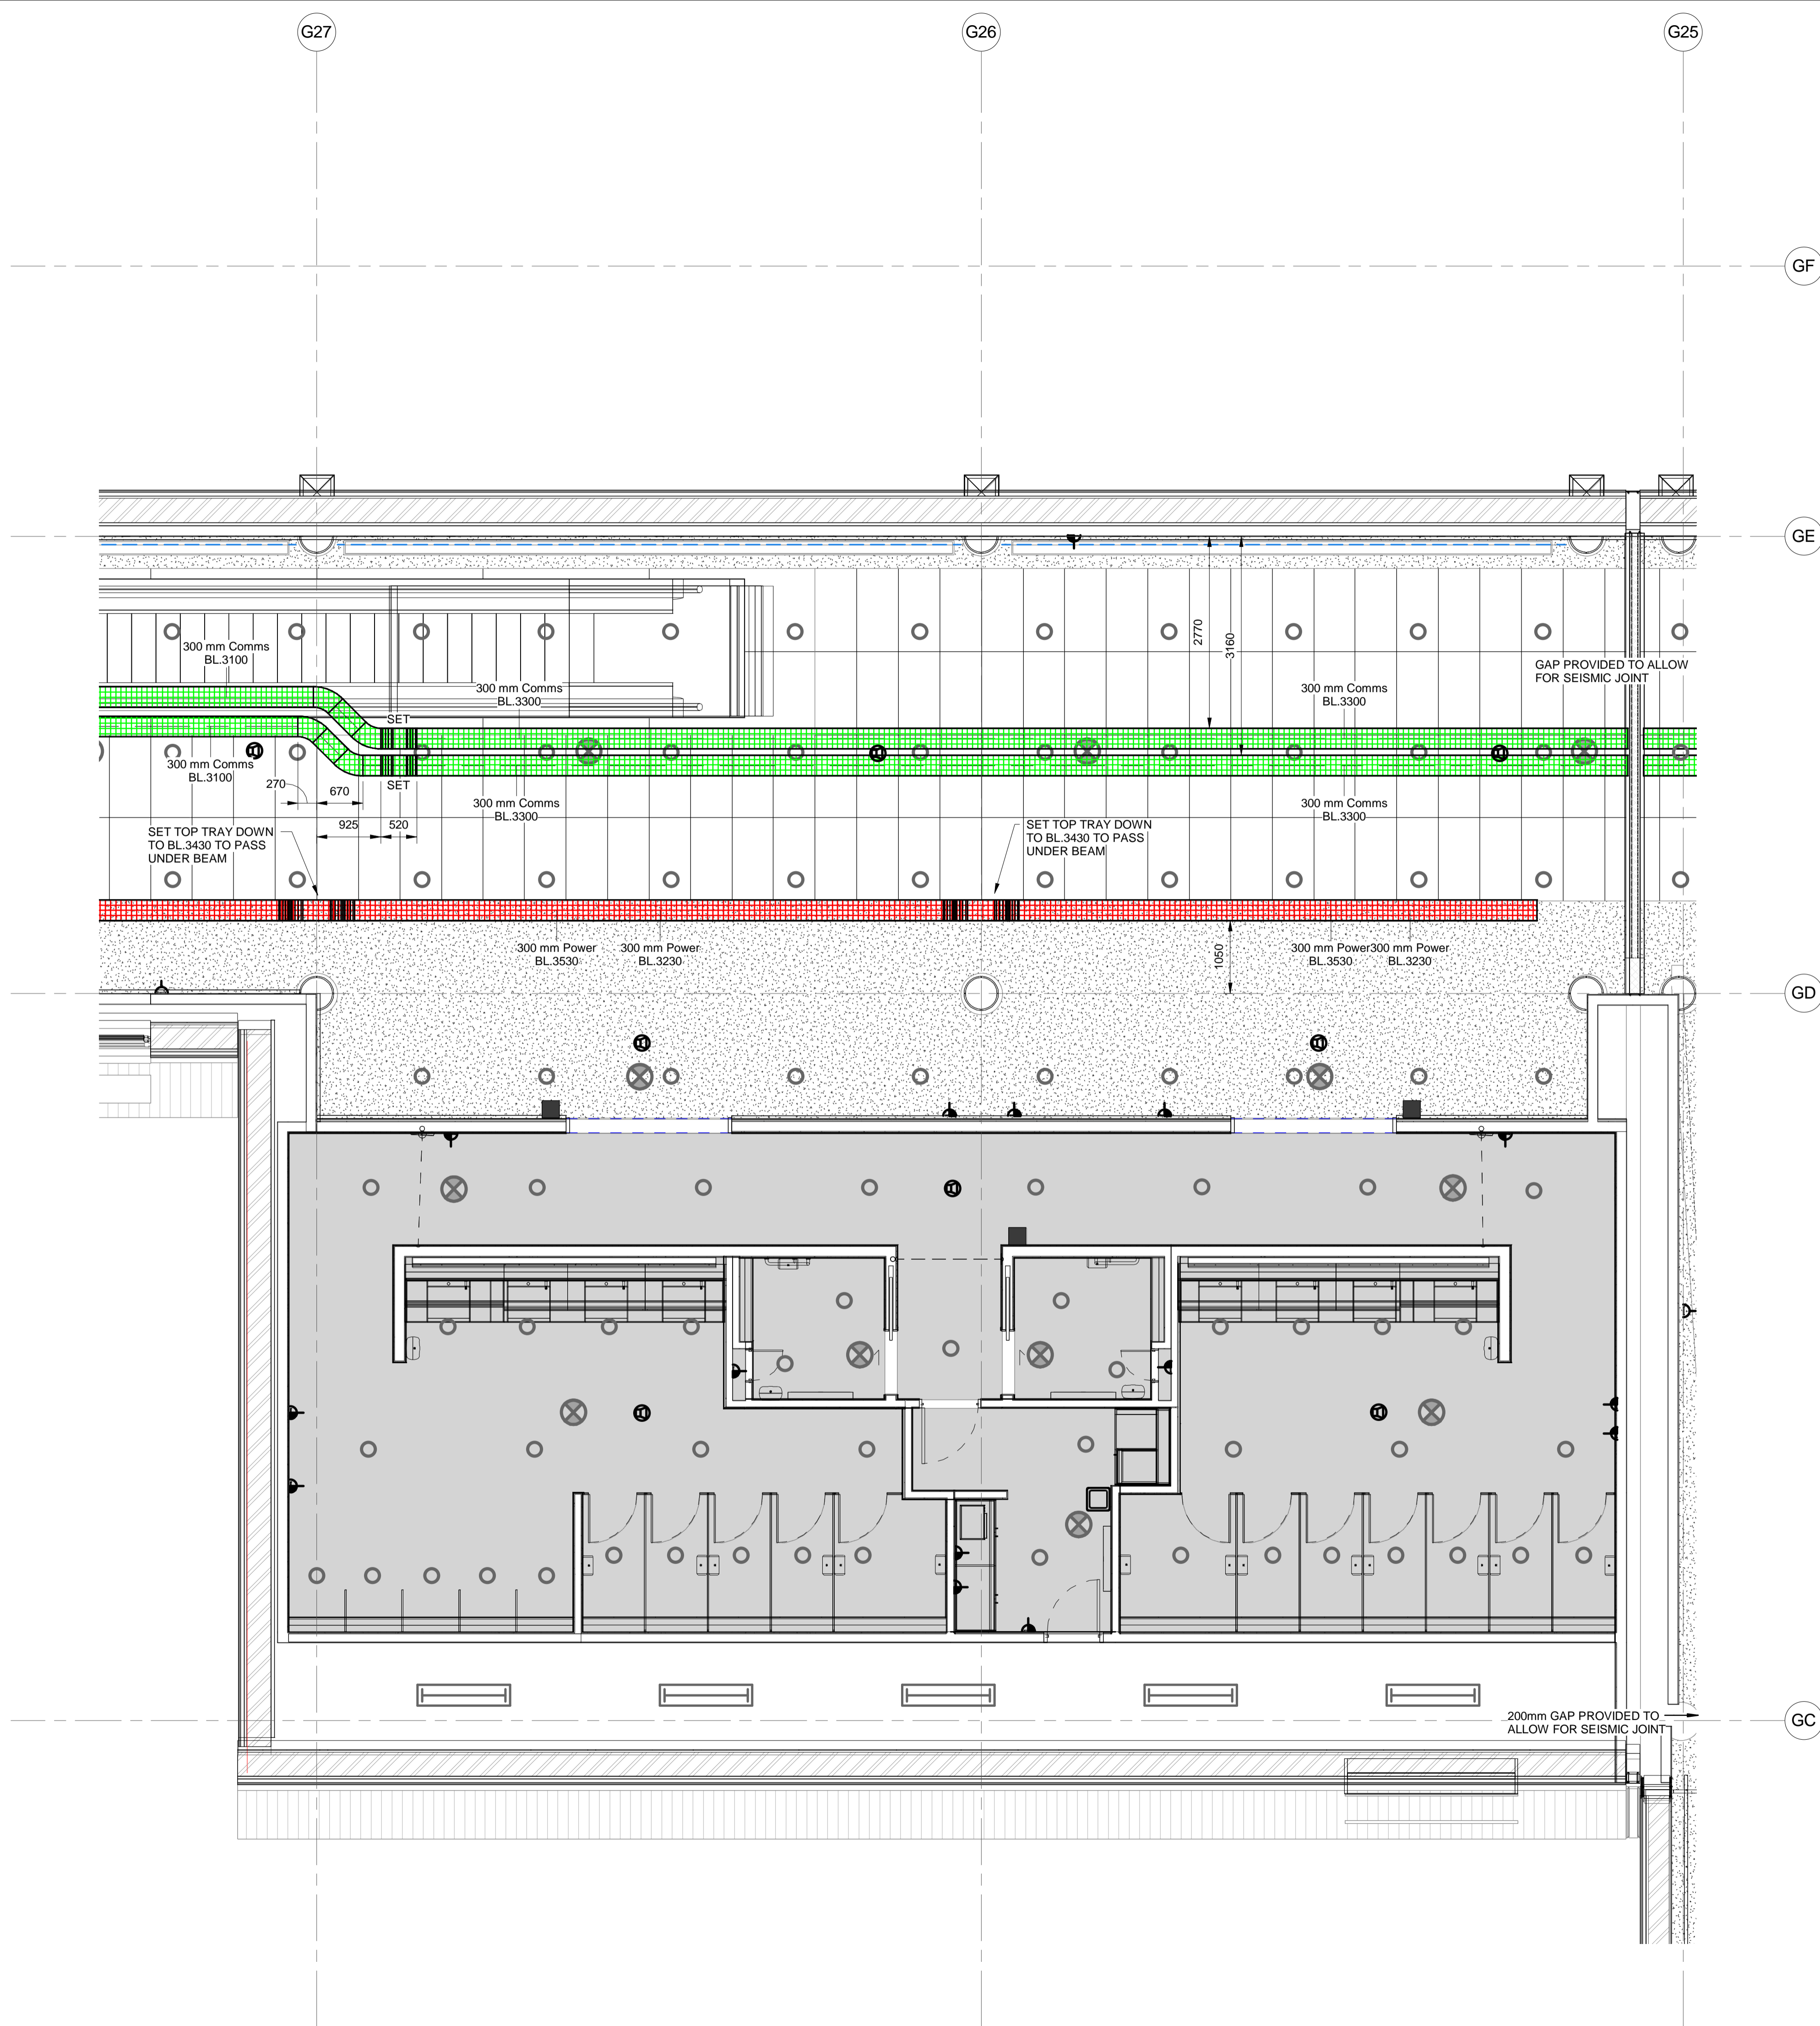 G27
G26
G25
GF
GE
2770
3160
300 mm Comms
BL.3100
GAP PROVIDED TO ALLOW
FOR SEISMIC JOINT
300 mm Comms
BL.3300
300 mm Comms
BL.3300
SET
300 mm Comms
BL.3100
SET
270
670
300 mm Comms
BL.3300
300 mm Comms
BL.3300
925
520
SET TOP TRAY DOWN
TO BL.3430 TO PASS
UNDER BEAM
SET TOP TRAY DOWN
TO BL.3430 TO PASS
UNDER BEAM
300 mm Power
BL.3530
300 mm Power
BL.3230
1050
300 mm Power
BL.3530
300 mm Power
BL.3230
GD
200mm GAP PROVIDED TO
ALLOW FOR SEISMIC JOINT
GC